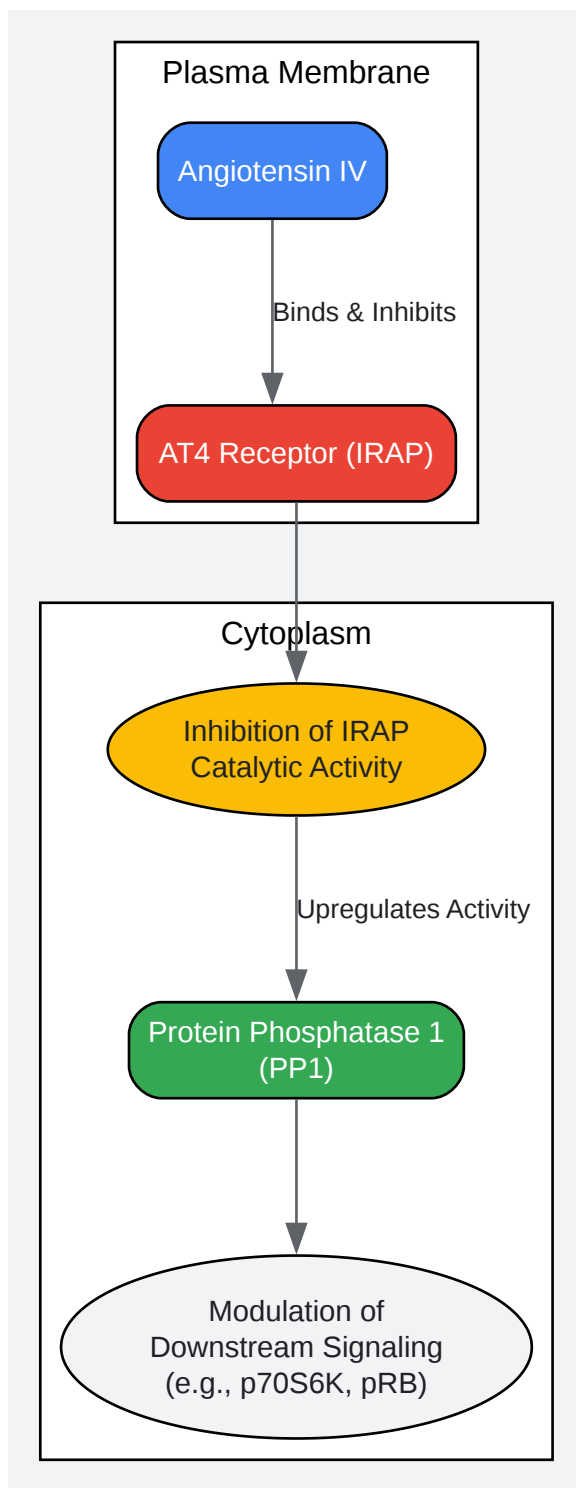 Plasma Membrane
Angiotensin IV
Binds & Inhibits
AT4 Receptor (IRAP)
Cytoplasm
Inhibition of IRAP
Catalytic Activity
Upregulates Activity
Protein Phosphatase 1
(PP1)
Modulation of
Downstream Signaling
(e.g., p70S6K, pRB)